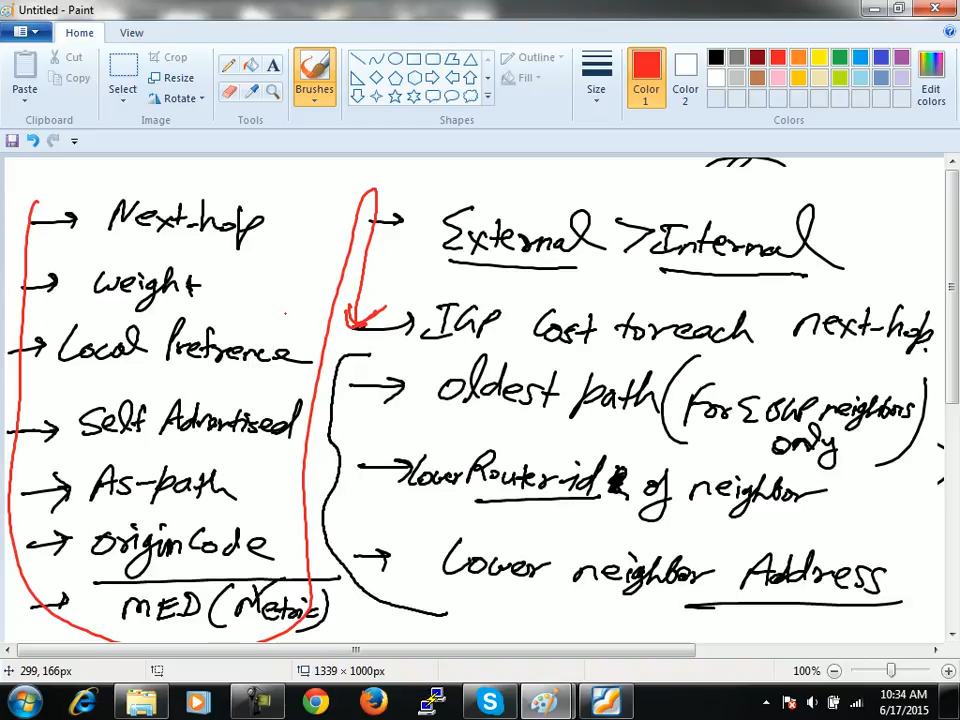 Untitled - Paint
Home
View
Paste
Cut
Copy
Clipboard
Select
Crop
Resize
Rotate
Image
A
Tools
Brushes
Outline
Fill
Shapes
Size
Color 1
Color 2
Edit colors
Colors
Next-hop
Weight
Local Prefrence
Self Advertised
As-path
origin Code
MED (Metric)
External > Internal
IGP Cost to reach next-hop.
oldest path (For EBGP neighbors only)
lower Router-id of neighbor
Lower neighbor Address
299, 166px
1339 × 1000px
100%
10:34 AM
6/17/2015